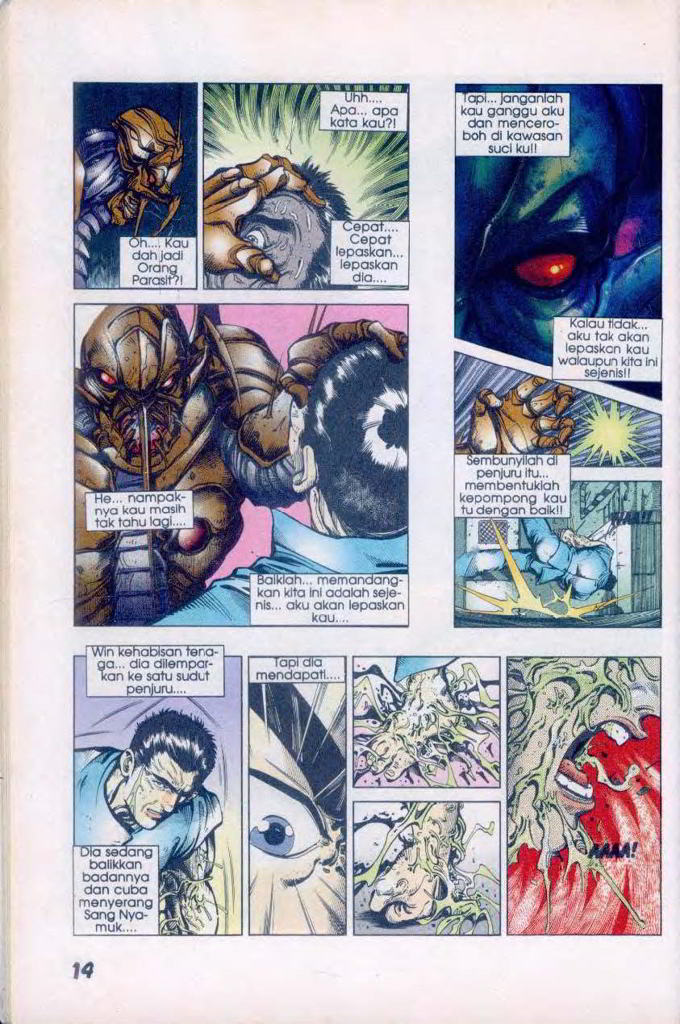 Oh.... Kau
dah jadi
Orang
Parasit?!
Uhh....
Apa... apa
kata kau?!
Cepat....
Cepat
lepaskan...
lepaskan
dia....
He... nampak-
nya kau masih
tak tahu lagi....
Baiklah... memandang-
kan kita ini adalah seje-
nis... aku akan lepaskan
kau....
Tapi... janganlah
kau ganggu aku
dan mencero-
boh di kawasan
suci ku!!
Kalau tidak...
aku tak akan
lepaskan kau
walaupun kita ini
sejenis!!
Sembunyilah di
penjuru itu...
membentuklah
kepompong kau
tu dengan baik!!
Win kehabisan tena-
ga... dia dilempar-
kan ke satu sudut
penjuru....
Dia sedang
balikkan
badannya
dan cuba
menyerang
Sang Nya-
muk....
Tapi dia
mendapati....
AAAA!
14